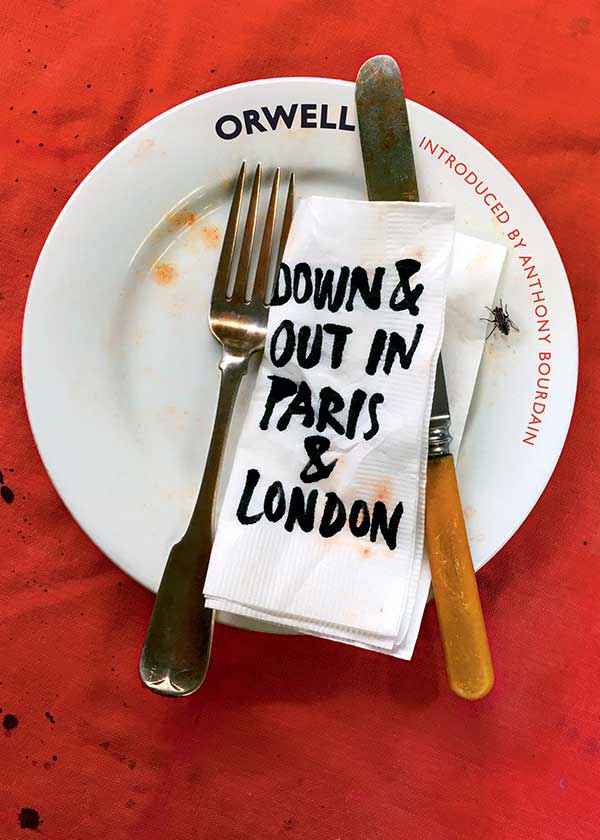 ORWELL
INTRODUCED BY ANTHONY BOURDAIN
DOWN &
OUT IN
PARIS
&
LONDON